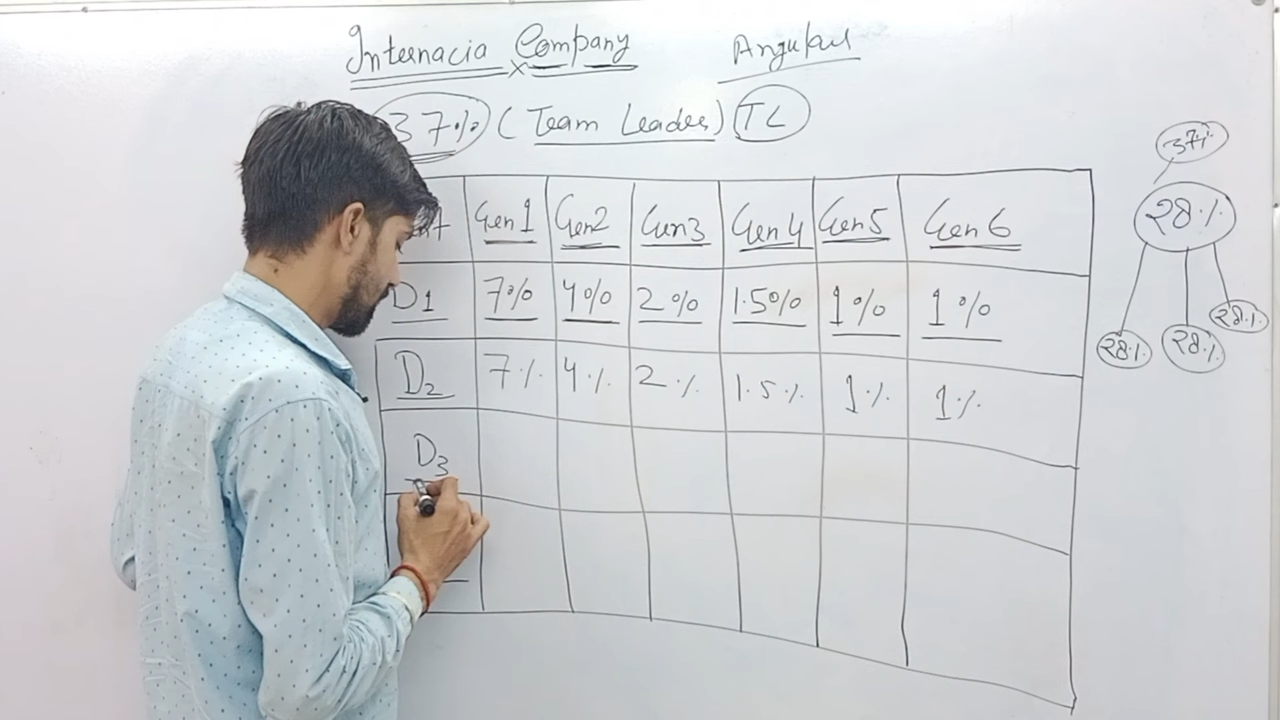 Internacia Company Angular
37% (Team Leader) TL
37%
28%
Gen1 Gen2 Gen3 Gen4 Gen5 Gen6
D1 7% 4% 2% 1.5% 1% 1%
28% 28% 28%
D2 7% 4% 2% 1.5% 1% 1%
D3